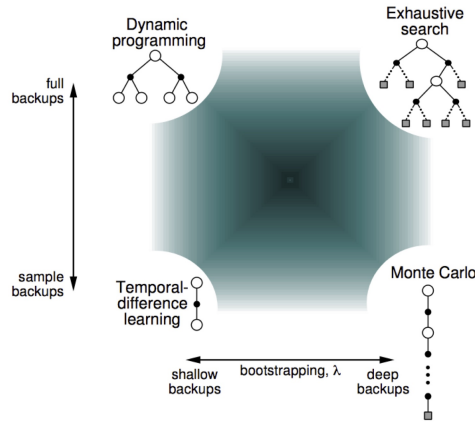 Dynamic
programming
Exhaustive
search
full
backups
sample
backups
Temporal-
difference
learning
Monte Carlo
shallow
backups
bootstrapping, λ
deep
backups